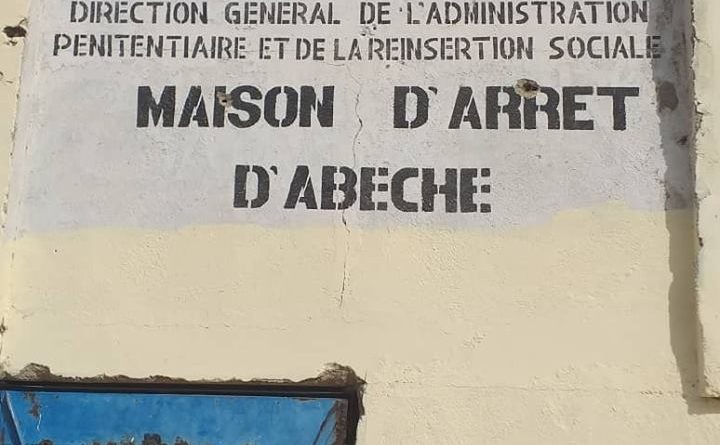 DIRECTION GENERAL DE L'ADMINISTRATION
PENITENTIAIRE ET DE LA REINSERTION SOCIALE
MAISON D'ARRET
D'ABECHE